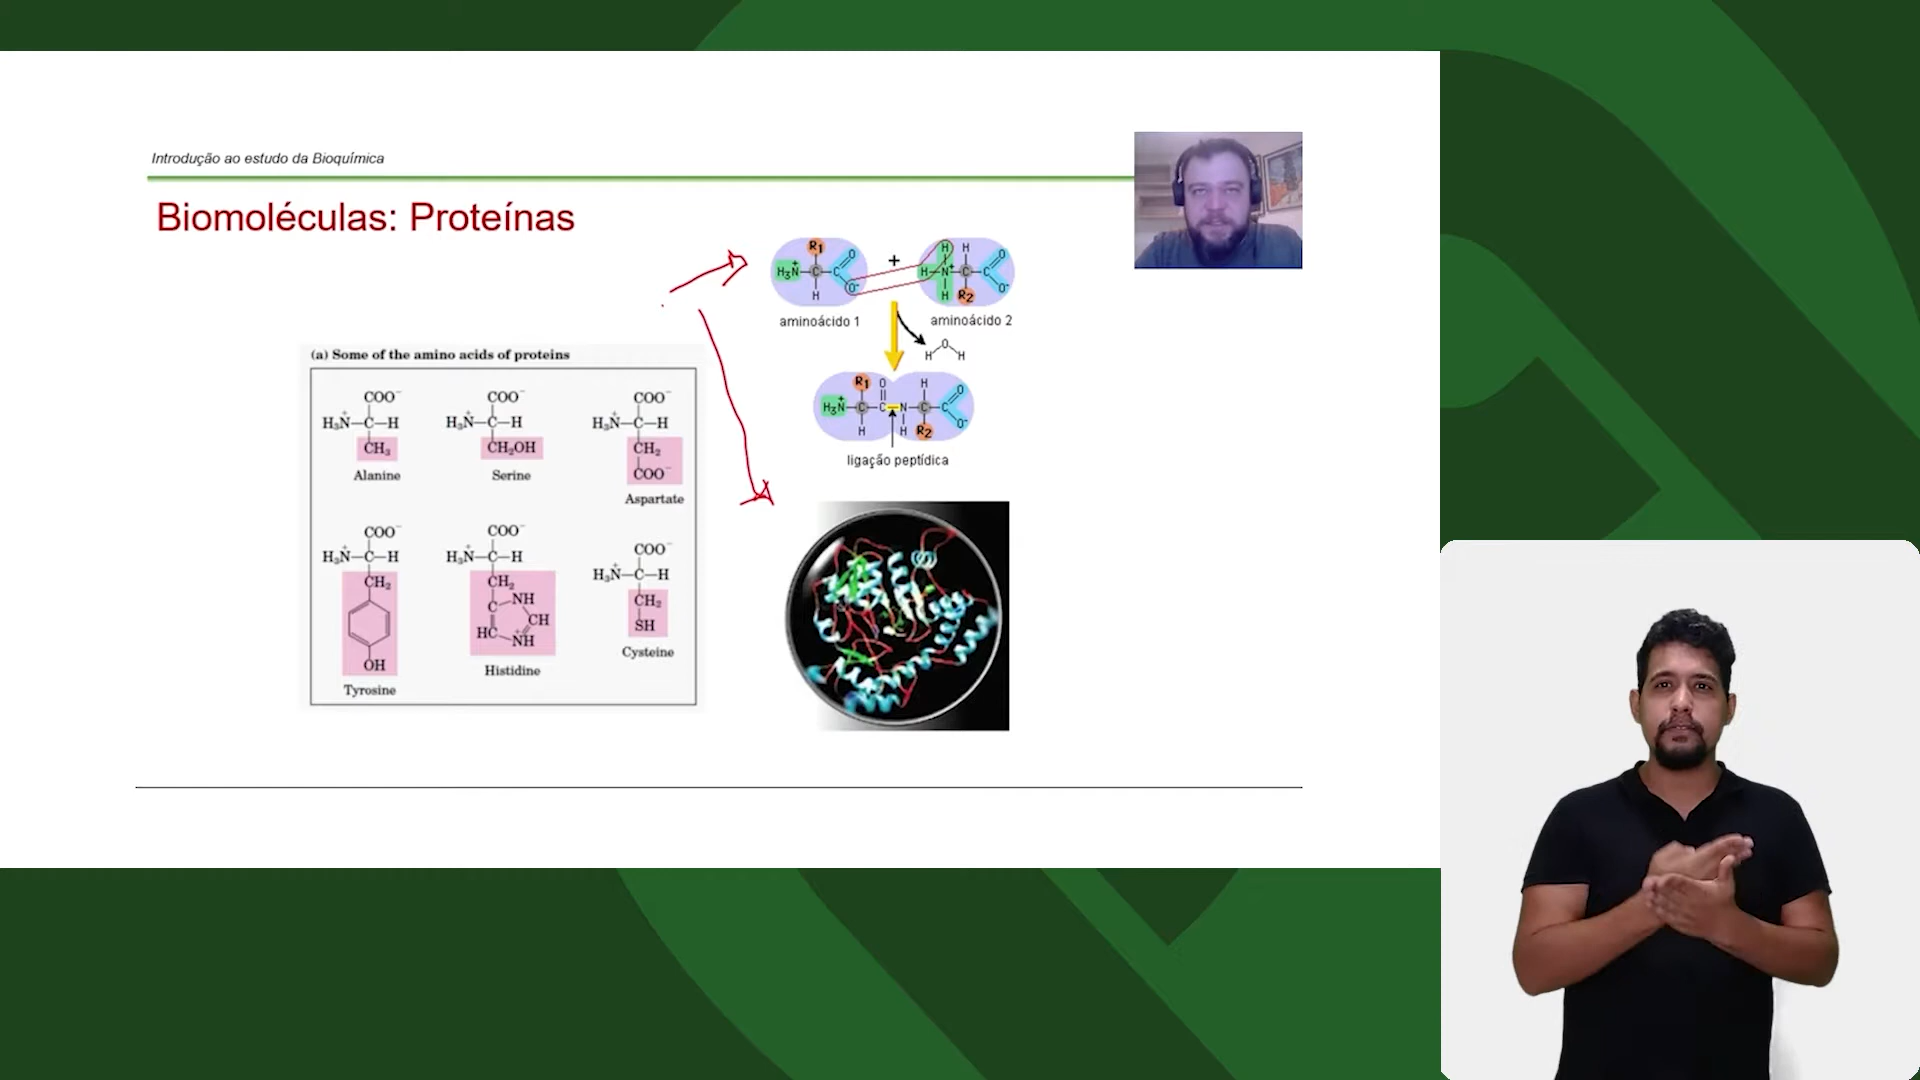 Introdução ao estudo da Bioquímica
Biomoléculas: Proteínas
(a) Some of the amino acids of proteins
COO⁻
H₃N⁺–C–H
CH₃
Alanine
COO⁻
H₃N⁺–C–H
CH₂OH
Serine
COO⁻
H₃N⁺–C–H
CH₂
COO⁻
Aspartate
COO⁻
H₃N⁺–C–H
CH₂
OH
Tyrosine
COO⁻
H₃N⁺–C–H
CH₂
C NH
CH
HC NH⁺
Histidine
COO⁻
H₃N⁺–C–H
CH₂
SH
Cysteine
R1 O
H₃N⁺–C–C
H O⁻
aminoácido 1
+
H H O
H–N⁺–C–C
H R2 O⁻
aminoácido 2
O
H H
R1 O H O
H₃N⁺–C–C–N–C–C
H H R2 O⁻
ligação peptídica